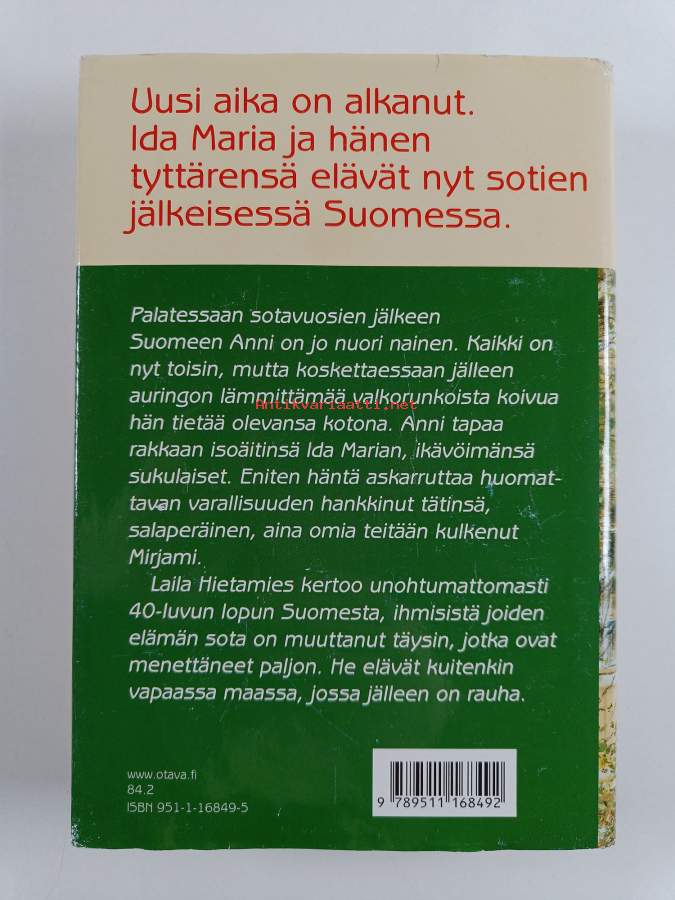 Uusi aika on alkanut.
Ida Maria ja hänen
tyttärensä elävät nyt sotien
jälkeisessä Suomessa.
Palatessaan sotavuosien jälkeen
Suomeen Anni on jo nuori nainen. Kaikki on
nyt toisin, mutta koskettaessaan jälleen
auringon lämmittämää valkorunkoista koivua
Antikvariaatti.net
hän tietää olevansa kotona. Anni tapaa
rakkaan isoäitinsä Ida Marian, ikävöimänsä
sukulaiset. Eniten häntä askarruttaa huomat-
tavan varallisuuden hankkinut tätinsä,
salaperäinen, aina omia teitään kulkenut
Mirjami.
Laila Hietamies kertoo unohtumattomasti
40-luvun lopun Suomesta, ihmisistä joiden
elämän sota on muuttanut täysin, jotka ovat
menettäneet paljon. He elävät kuitenkin
vapaassa maassa, jossa jälleen on rauha.
www.otava.fi
84.2
ISBN 951-1-16849-5
9 789511 168492